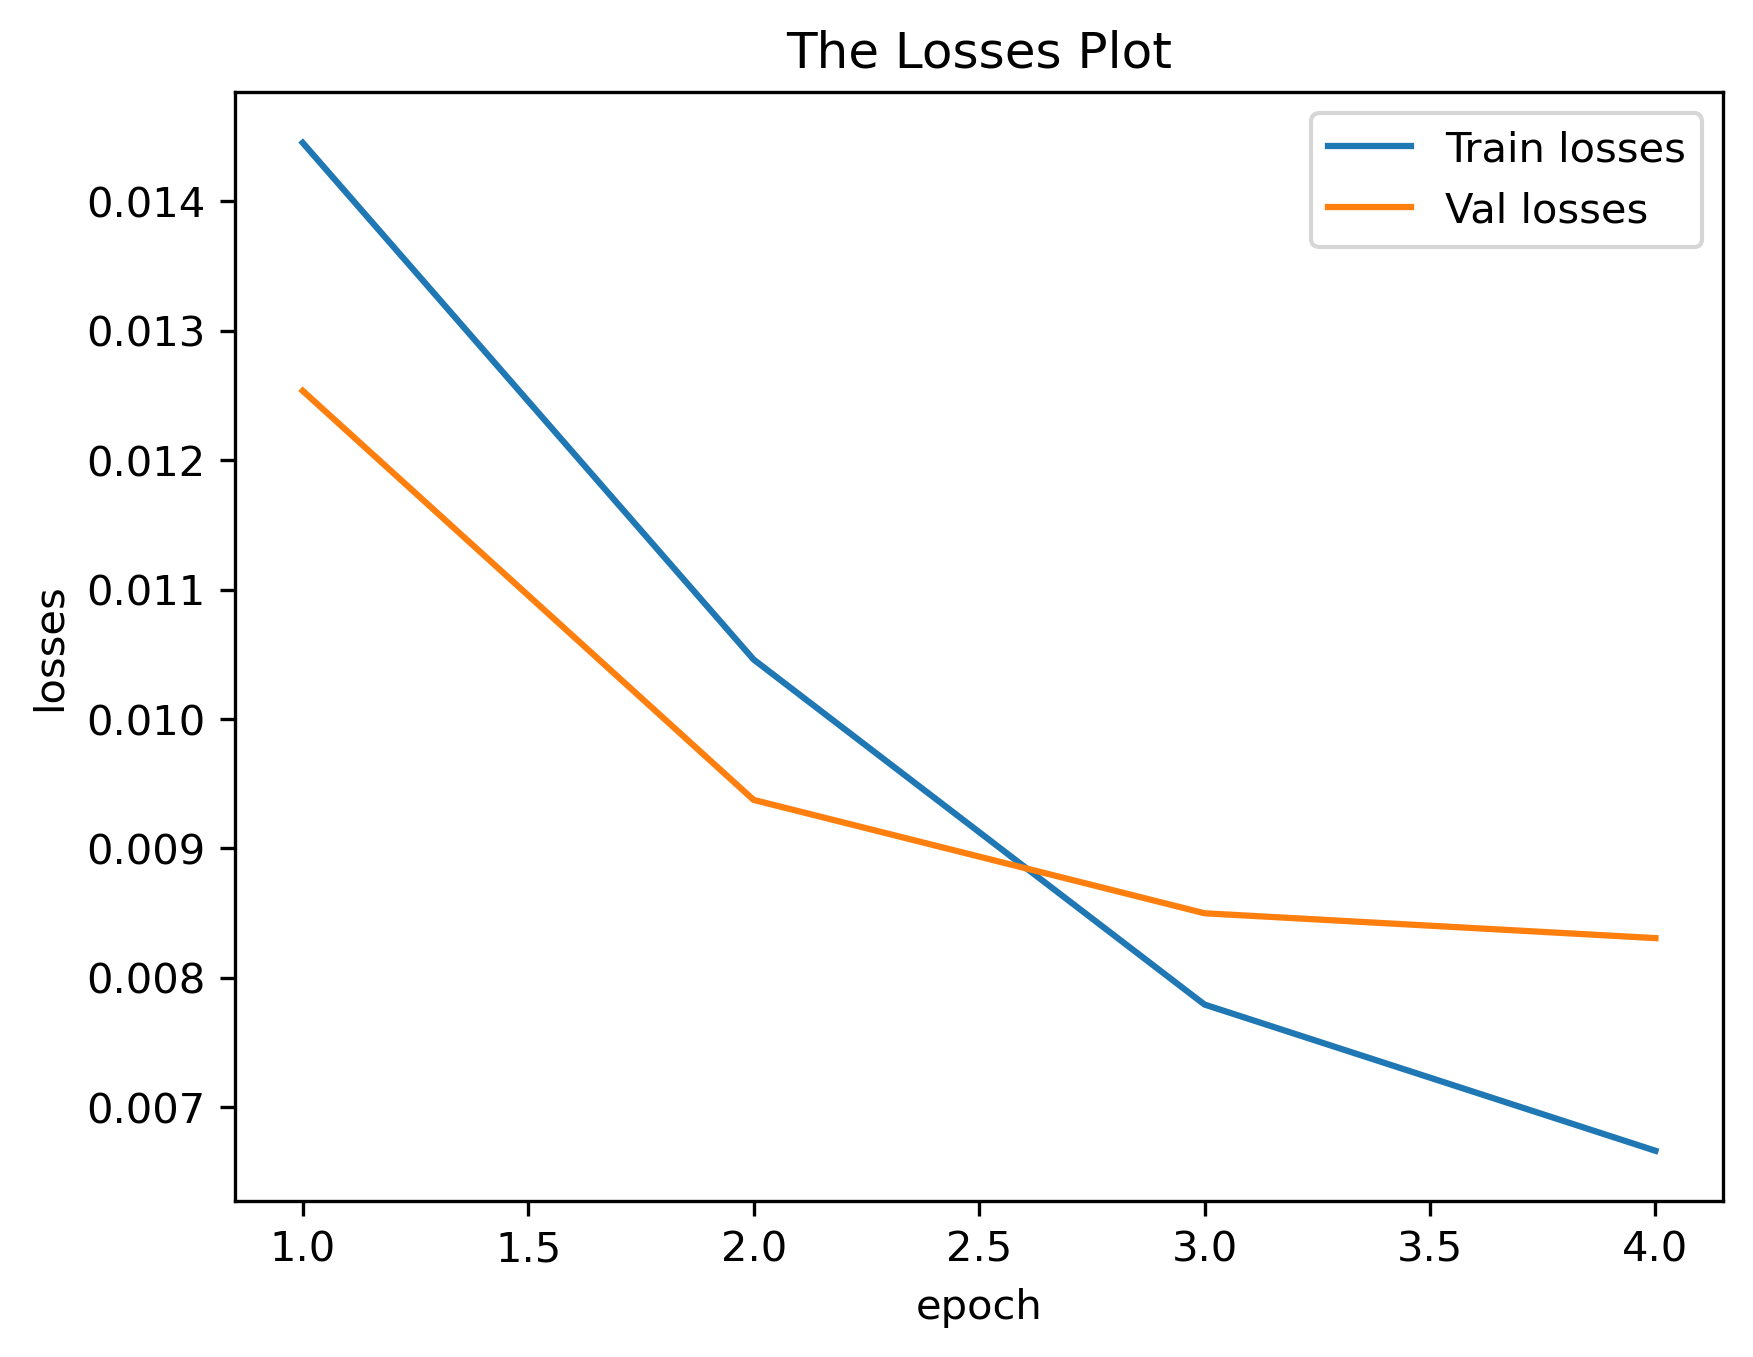 The Losses Plot
Train losses
Val losses
0.014
0.013
0.012
0.011
0.010
0.009
0.008
0.007
losses
1.0 1.5 2.0 2.5 3.0 3.5 4.0
epoch